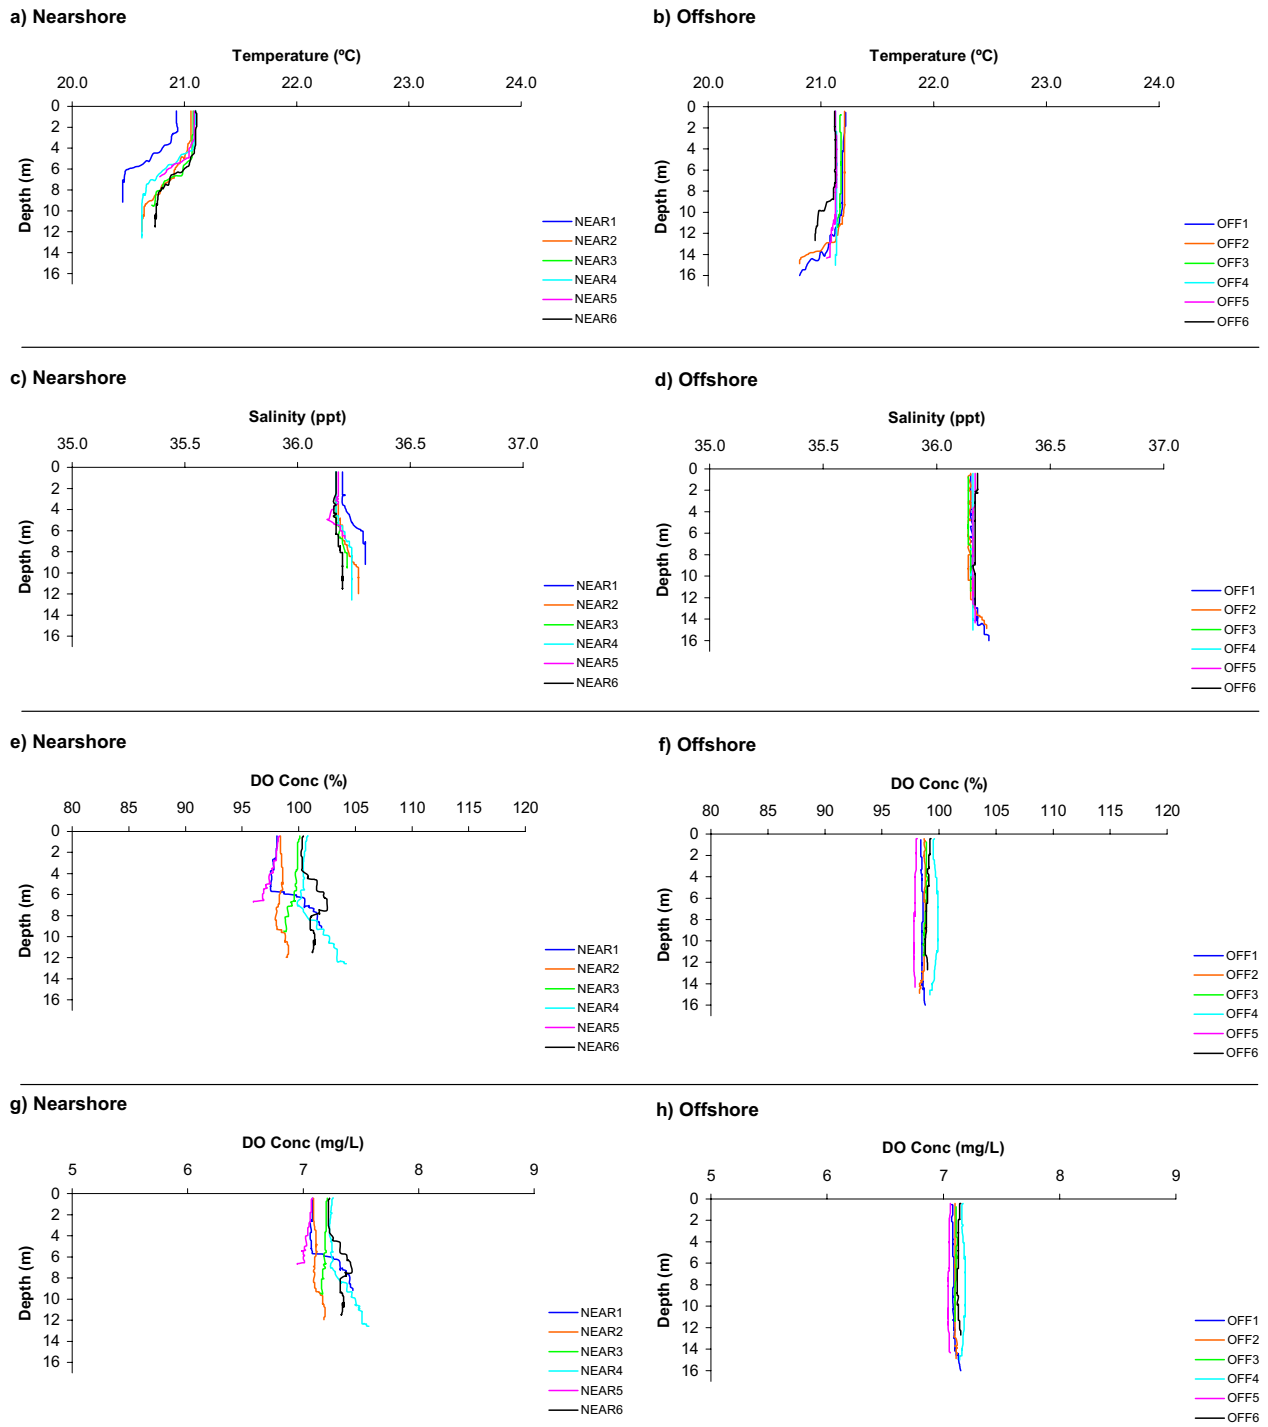 a) Nearshore
Temperature (ºC)
20.0 21.0 22.0 23.0 24.0
0
2
4
6
8
10
12
14
16
Depth (m)
NEAR1
NEAR2
NEAR3
NEAR4
NEAR5
NEAR6
b) Offshore
Temperature (ºC)
20.0 21.0 22.0 23.0 24.0
0
2
4
6
8
10
12
14
16
Depth (m)
OFF1
OFF2
OFF3
OFF4
OFF5
OFF6
c) Nearshore
Salinity (ppt)
35.0 35.5 36.0 36.5 37.0
0
2
4
6
8
10
12
14
16
Depth (m)
NEAR1
NEAR2
NEAR3
NEAR4
NEAR5
NEAR6
d) Offshore
Salinity (ppt)
35.0 35.5 36.0 36.5 37.0
0
2
4
6
8
10
12
14
16
Depth (m)
OFF1
OFF2
OFF3
OFF4
OFF5
OFF6
e) Nearshore
DO Conc (%)
80 85 90 95 100 105 110 115 120
0
2
4
6
8
10
12
14
16
Depth (m)
NEAR1
NEAR2
NEAR3
NEAR4
NEAR5
NEAR6
f) Offshore
DO Conc (%)
80 85 90 95 100 105 110 115 120
0
2
4
6
8
10
12
14
16
Depth (m)
OFF1
OFF2
OFF3
OFF4
OFF5
OFF6
g) Nearshore
DO Conc (mg/L)
5 6 7 8 9
0
2
4
6
8
10
12
14
16
Depth (m)
NEAR1
NEAR2
NEAR3
NEAR4
NEAR5
NEAR6
h) Offshore
DO Conc (mg/L)
5 6 7 8 9
0
2
4
6
8
10
12
14
16
Depth (m)
OFF1
OFF2
OFF3
OFF4
OFF5
OFF6